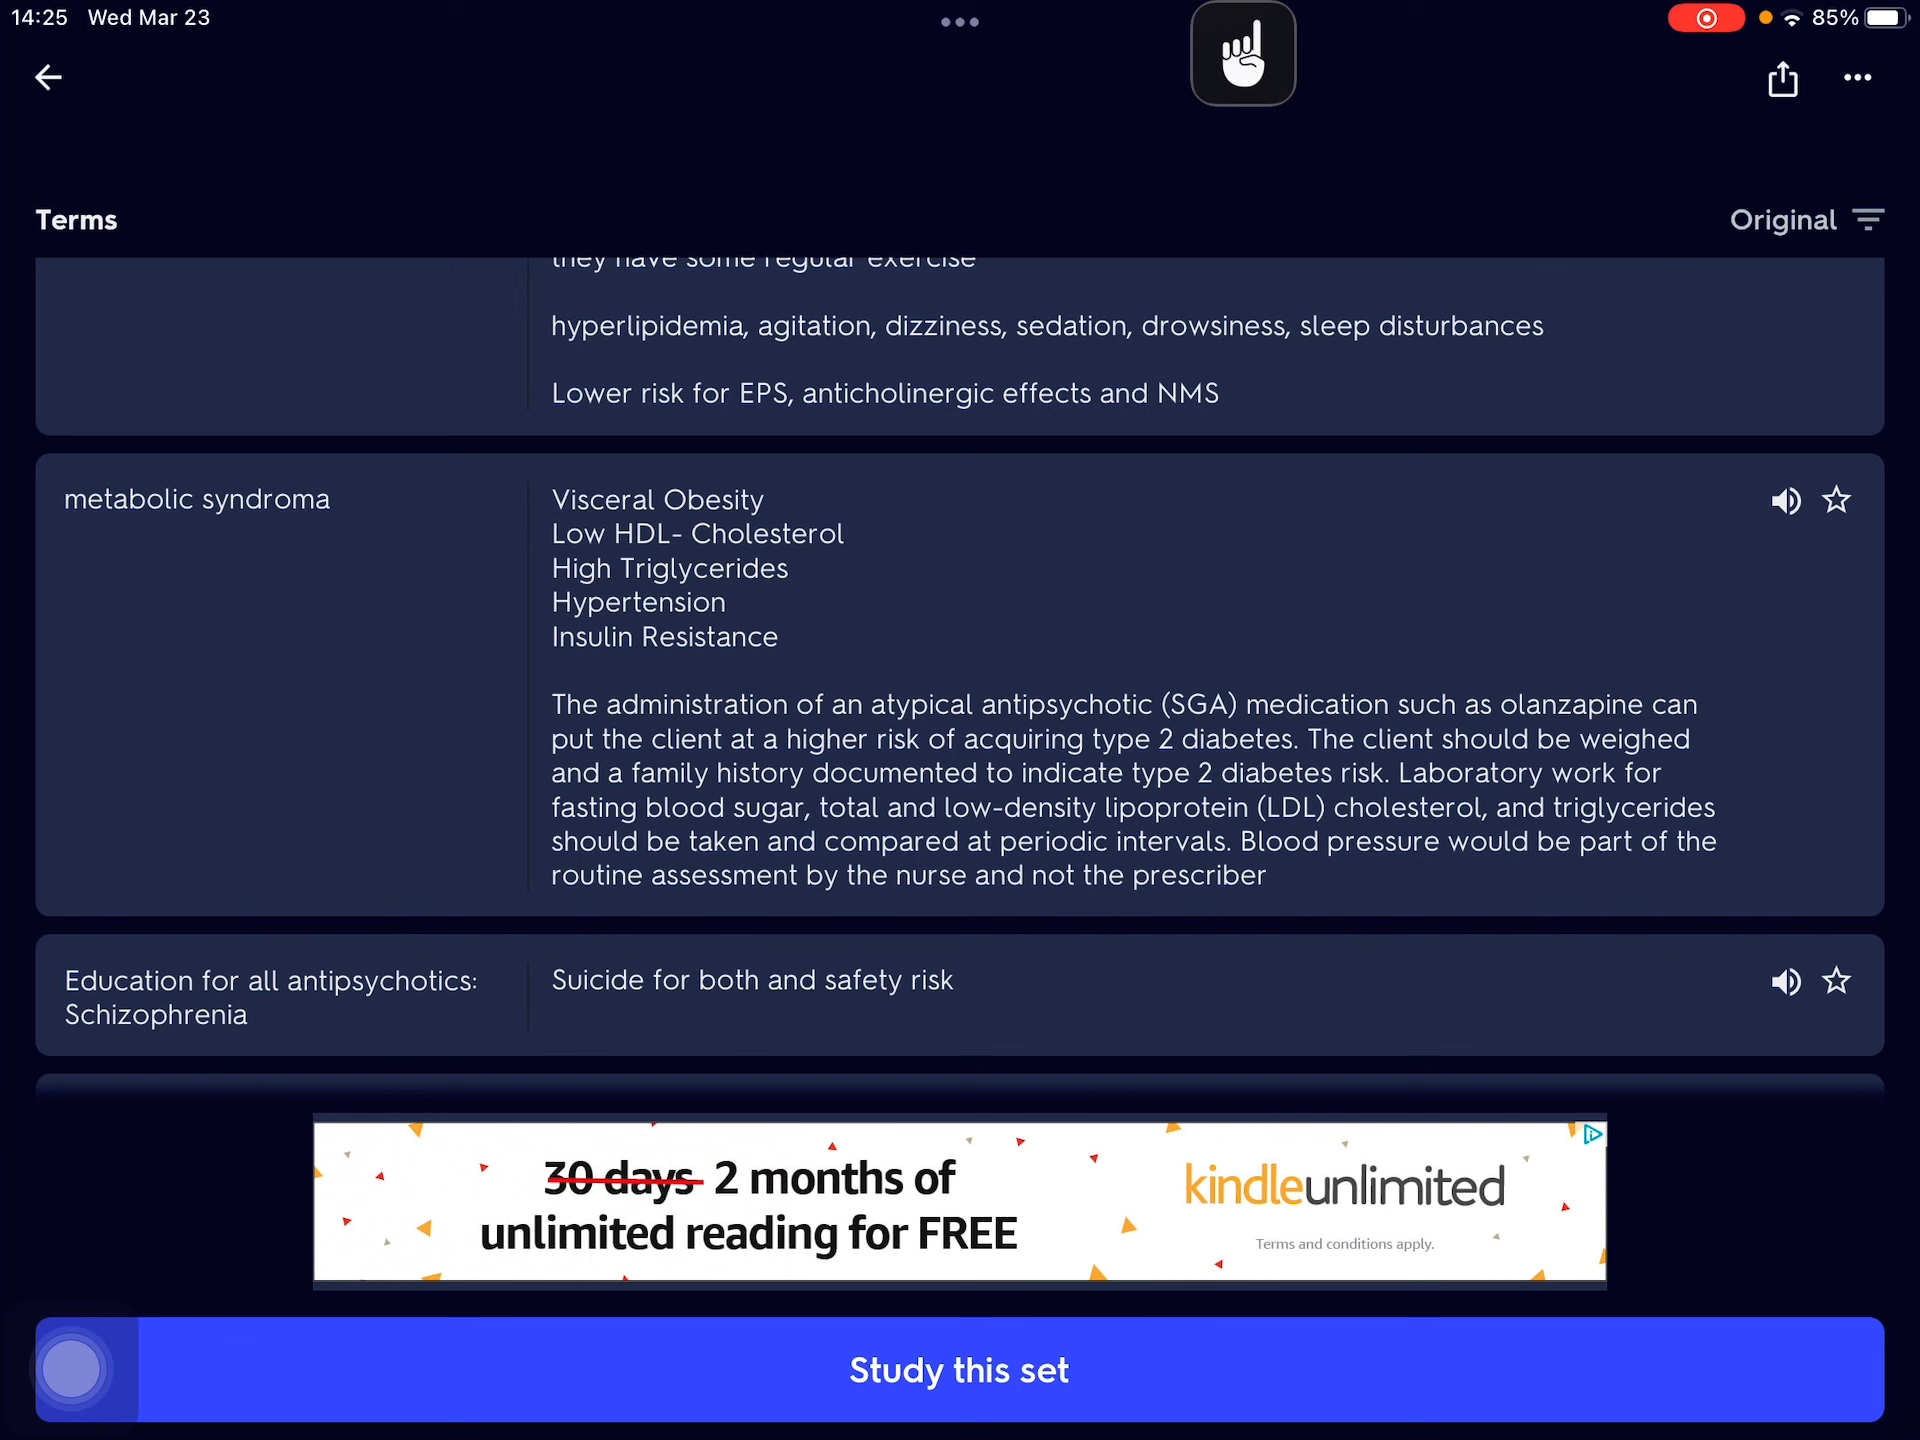 14:25 Wed Mar 23
85%
Terms
Original
they have some regular exercise
hyperlipidemia, agitation, dizziness, sedation, drowsiness, sleep disturbances
Lower risk for EPS, anticholinergic effects and NMS
metabolic syndroma
Visceral Obesity
Low HDL- Cholesterol
High Triglycerides
Hypertension
Insulin Resistance
The administration of an atypical antipsychotic (SGA) medication such as olanzapine can
put the client at a higher risk of acquiring type 2 diabetes. The client should be weighed
and a family history documented to indicate type 2 diabetes risk. Laboratory work for
fasting blood sugar, total and low-density lipoprotein (LDL) cholesterol, and triglycerides
should be taken and compared at periodic intervals. Blood pressure would be part of the
routine assessment by the nurse and not the prescriber
Education for all antipsychotics:
Schizophrenia
Suicide for both and safety risk
30 days 2 months of
unlimited reading for FREE
kindleunlimited
Terms and conditions apply.
Study this set